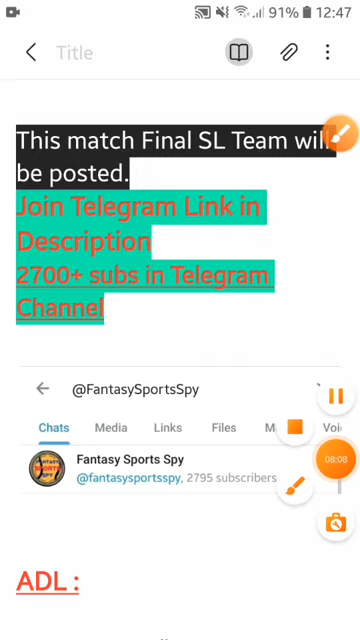 91% 12:47
Title
This match Final SL Team will
be posted.
Join Telegram Link in
Description
2700+ subs in Telegram
Channel
@FantasySportsSpy
Chats Media Links Files M Voi
Fantasy Sports Spy
@fantasysportsspy, 2795 subscribers
08:08
ADL :